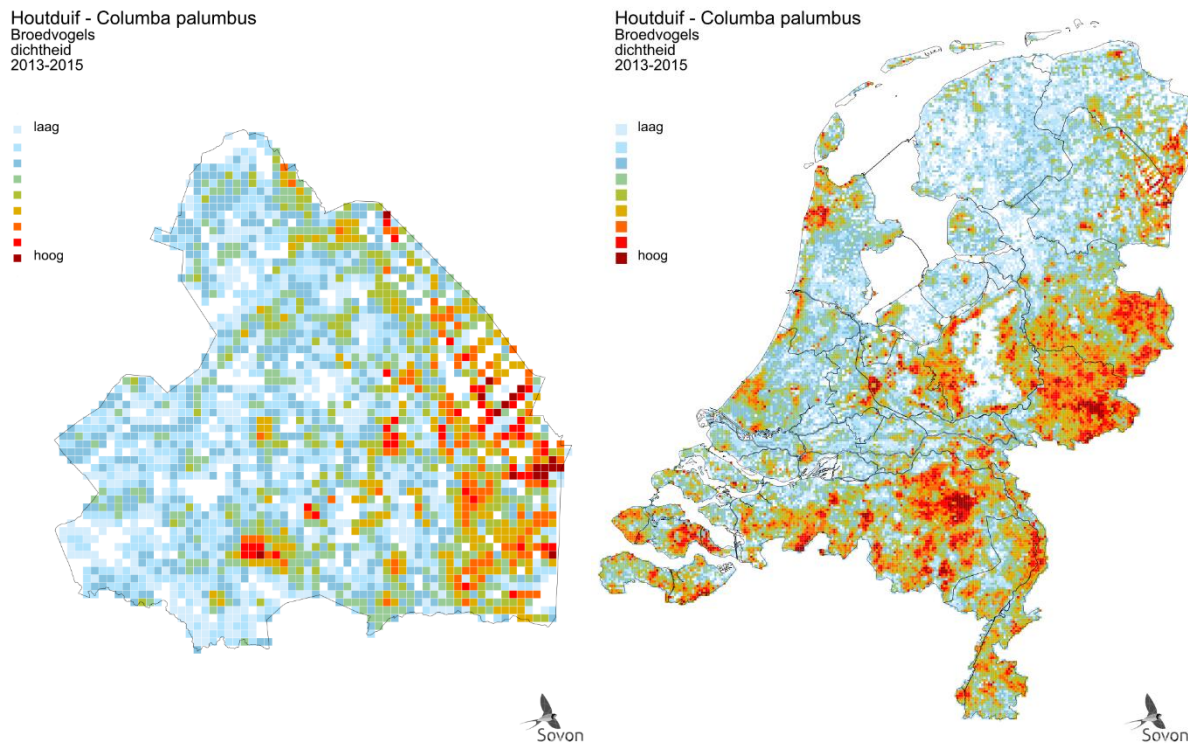 Houtduif - Columba palumbus
Broedvogels
dichtheid
2013-2015
laag
hoog
Sovon
Houtduif - Columba palumbus
Broedvogels
dichtheid
2013-2015
laag
hoog
Sovon